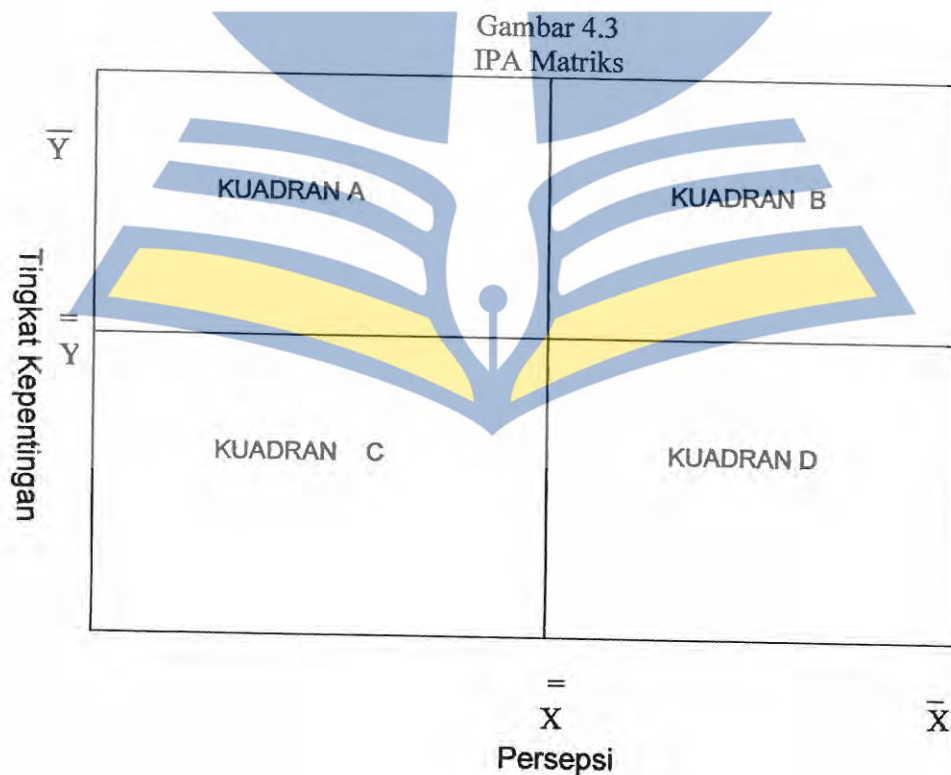 Gambar 4.3
IPA Matriks
Y̅
KUADRAN A
KUADRAN B
Tingkat Kepentingan
Y̿
KUADRAN C
KUADRAN D
X̿
X̅
Persepsi